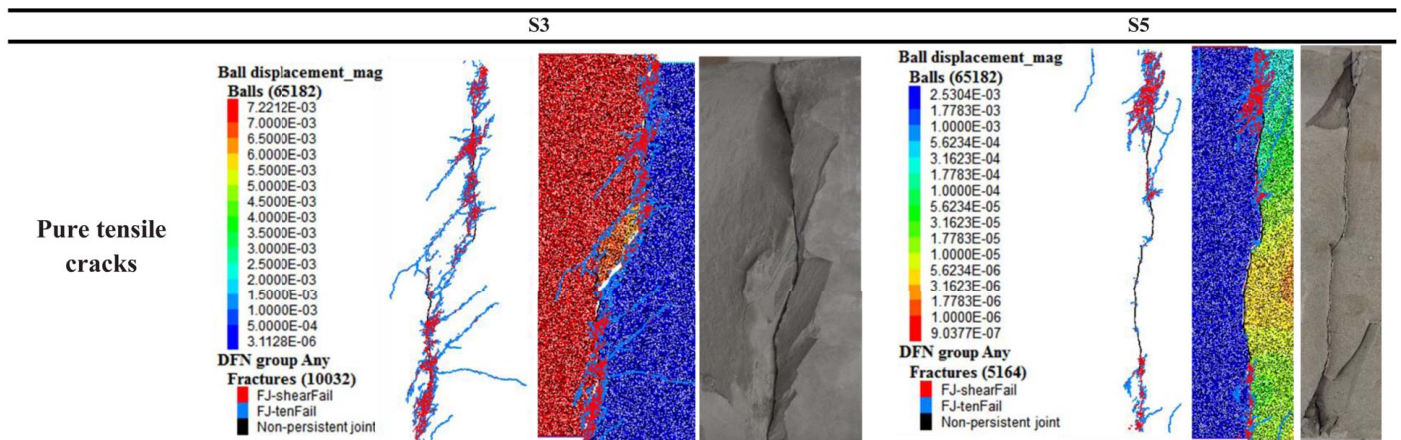 S3
S5
Pure tensile
cracks
Ball displacement_mag
Balls (65182)
7.2212E-03
7.0000E-03
6.5000E-03
6.0000E-03
5.5000E-03
5.0000E-03
4.5000E-03
4.0000E-03
3.5000E-03
3.0000E-03
2.5000E-03
2.0000E-03
1.5000E-03
1.0000E-03
5.0000E-04
3.1128E-06
DFN group Any
Fractures (10032)
FJ-shearFail
FJ-tenFail
Non-persistent joint
Ball displacement_mag
Balls (65182)
2.5304E-03
1.7783E-03
1.0000E-03
5.6234E-04
3.1623E-04
1.7783E-04
1.0000E-04
5.6234E-05
3.1623E-05
1.7783E-05
1.0000E-05
5.6234E-06
3.1623E-06
1.7783E-06
1.0000E-06
9.0377E-07
DFN group Any
Fractures (5164)
FJ-shearFail
FJ-tenFail
Non-persistent joint